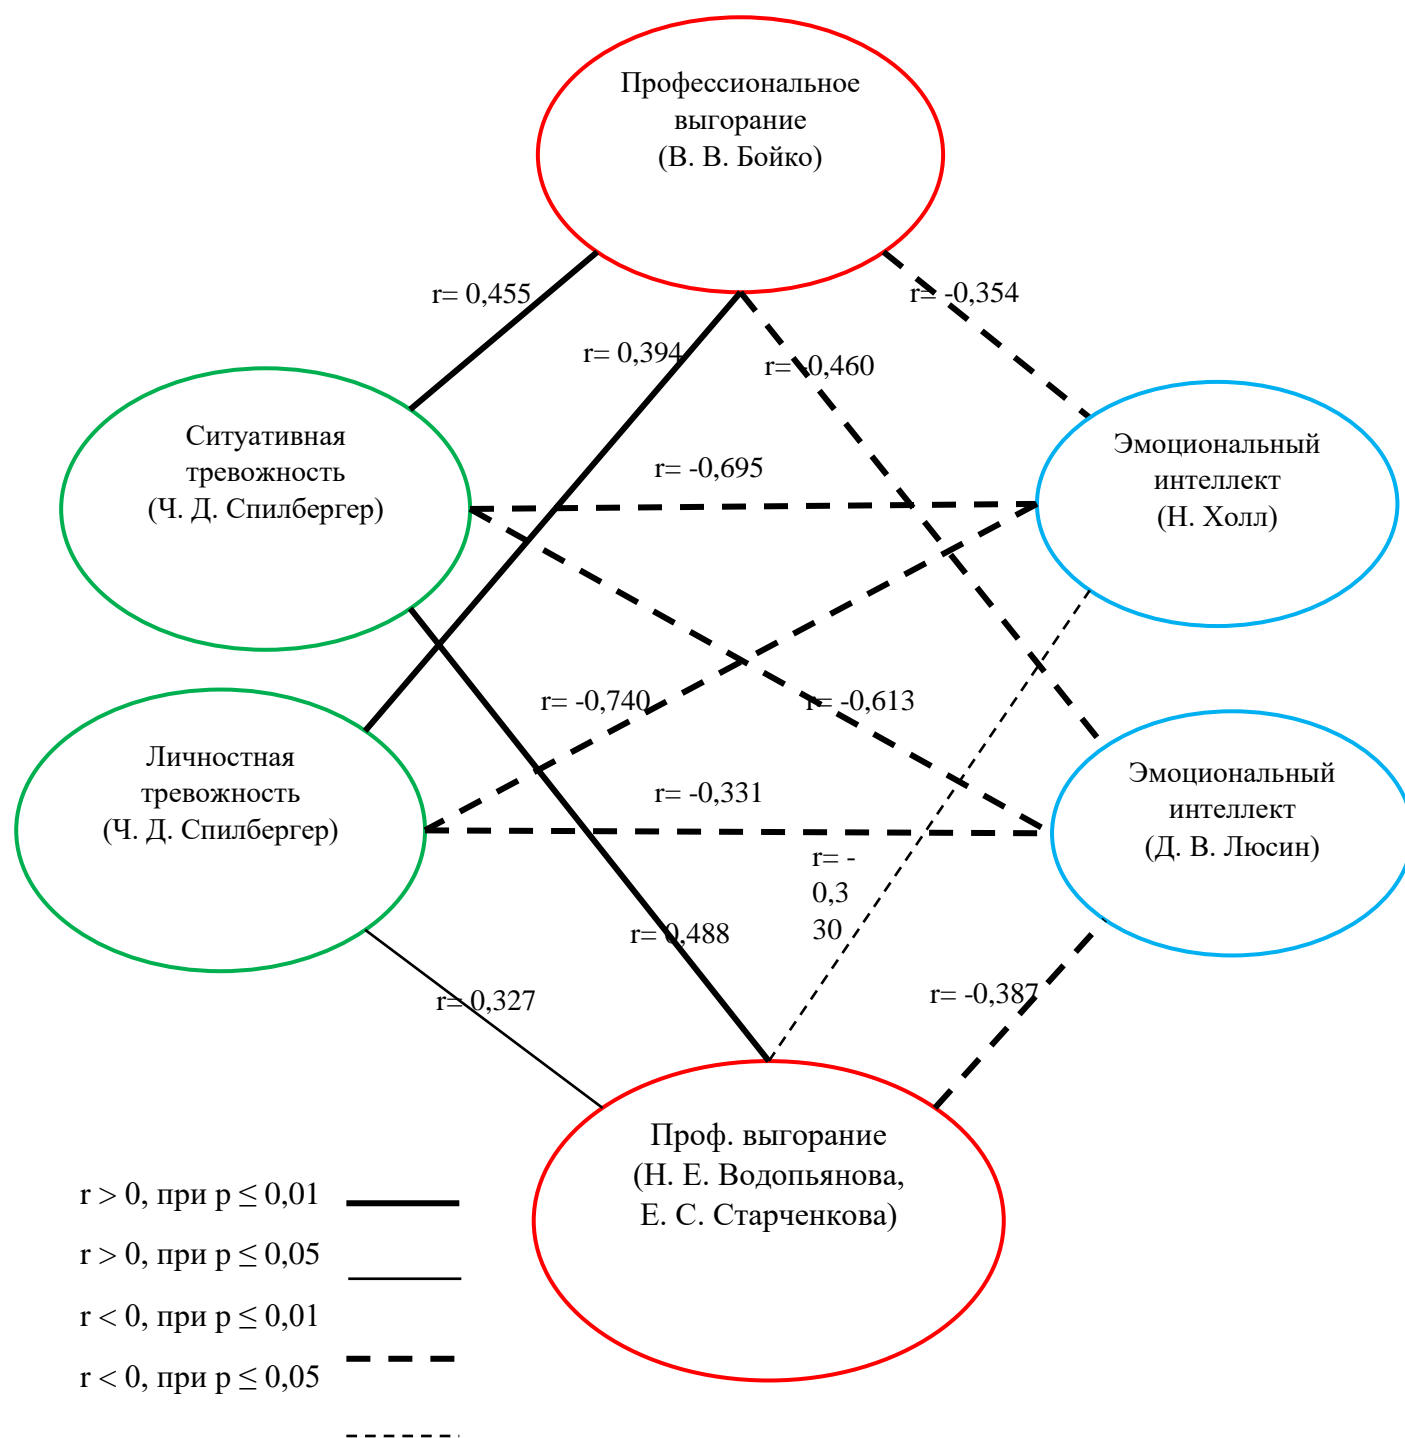 Профессиональное
выгорание
(В. В. Бойко)
r= 0,455
r= -0,354
r= 0,394
r= -0,460
Ситуативная
тревожность
(Ч. Д. Спилбергер)
Эмоциональный
интеллект
(Н. Холл)
r= -0,695
r= -0,740
r= -0,613
Личностная
тревожность
(Ч. Д. Спилбергер)
Эмоциональный
интеллект
(Д. В. Люсин)
r= -0,331
r= -
0,3
30
r= 0,488
r= 0,327
r= -0,387
Проф. выгорание
(Н. Е. Водопьянова,
Е. С. Старченкова)
r > 0, при p ≤ 0,01
r > 0, при p ≤ 0,05
r < 0, при p ≤ 0,01
r < 0, при p ≤ 0,05